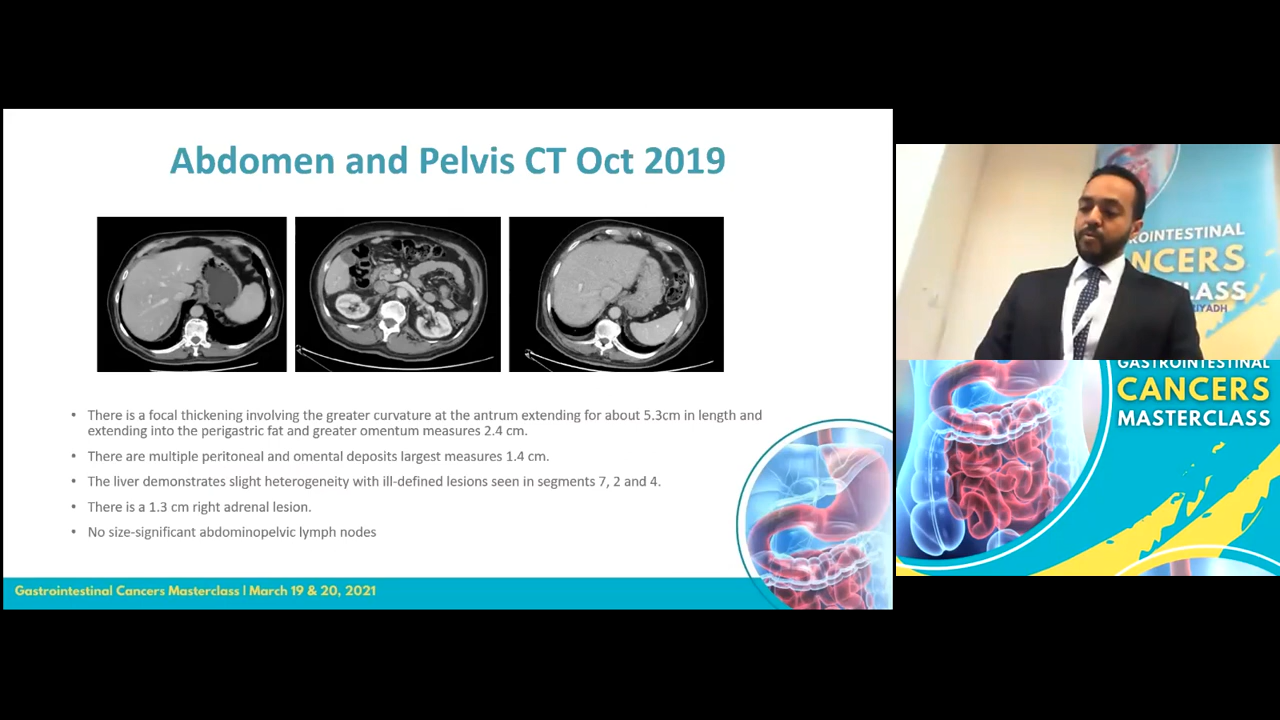 Abdomen and Pelvis CT Oct 2019
• There is a focal thickening involving the greater curvature at the antrum extending for about 5.3cm in length and
extending into the perigastric fat and greater omentum measures 2.4 cm.
• There are multiple peritoneal and omental deposits largest measures 1.4 cm.
• The liver demonstrates slight heterogeneity with ill-defined lesions seen in segments 7, 2 and 4.
• There is a 1.3 cm right adrenal lesion.
• No size-significant abdominopelvic lymph nodes
Gastrointestinal Cancers Masterclass | March 19 & 20, 2021
ROINTESTINAL
NCERS
LASS
RIYADH
GASTROINTESTINAL
CANCERS
MASTERCLASS